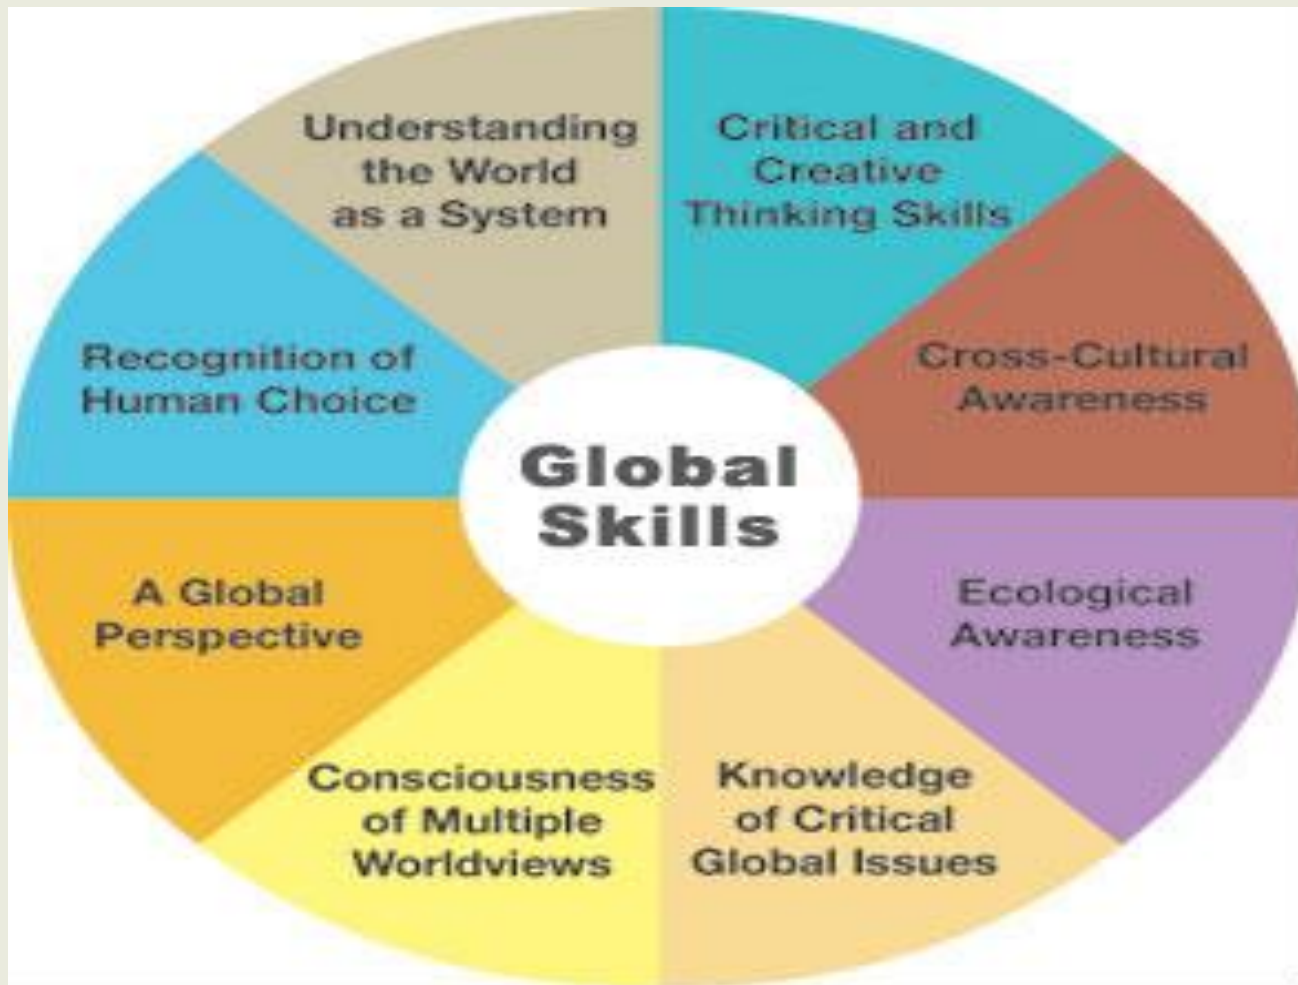 Understanding
the World
as a System
Critical and
Creative
Thinking Skills
Recognition of
Human Choice
Cross-Cultural
Awareness
Global
Skills
A Global
Perspective
Ecological
Awareness
Consciousness
of Multiple
Worldviews
Knowledge
of Critical
Global Issues